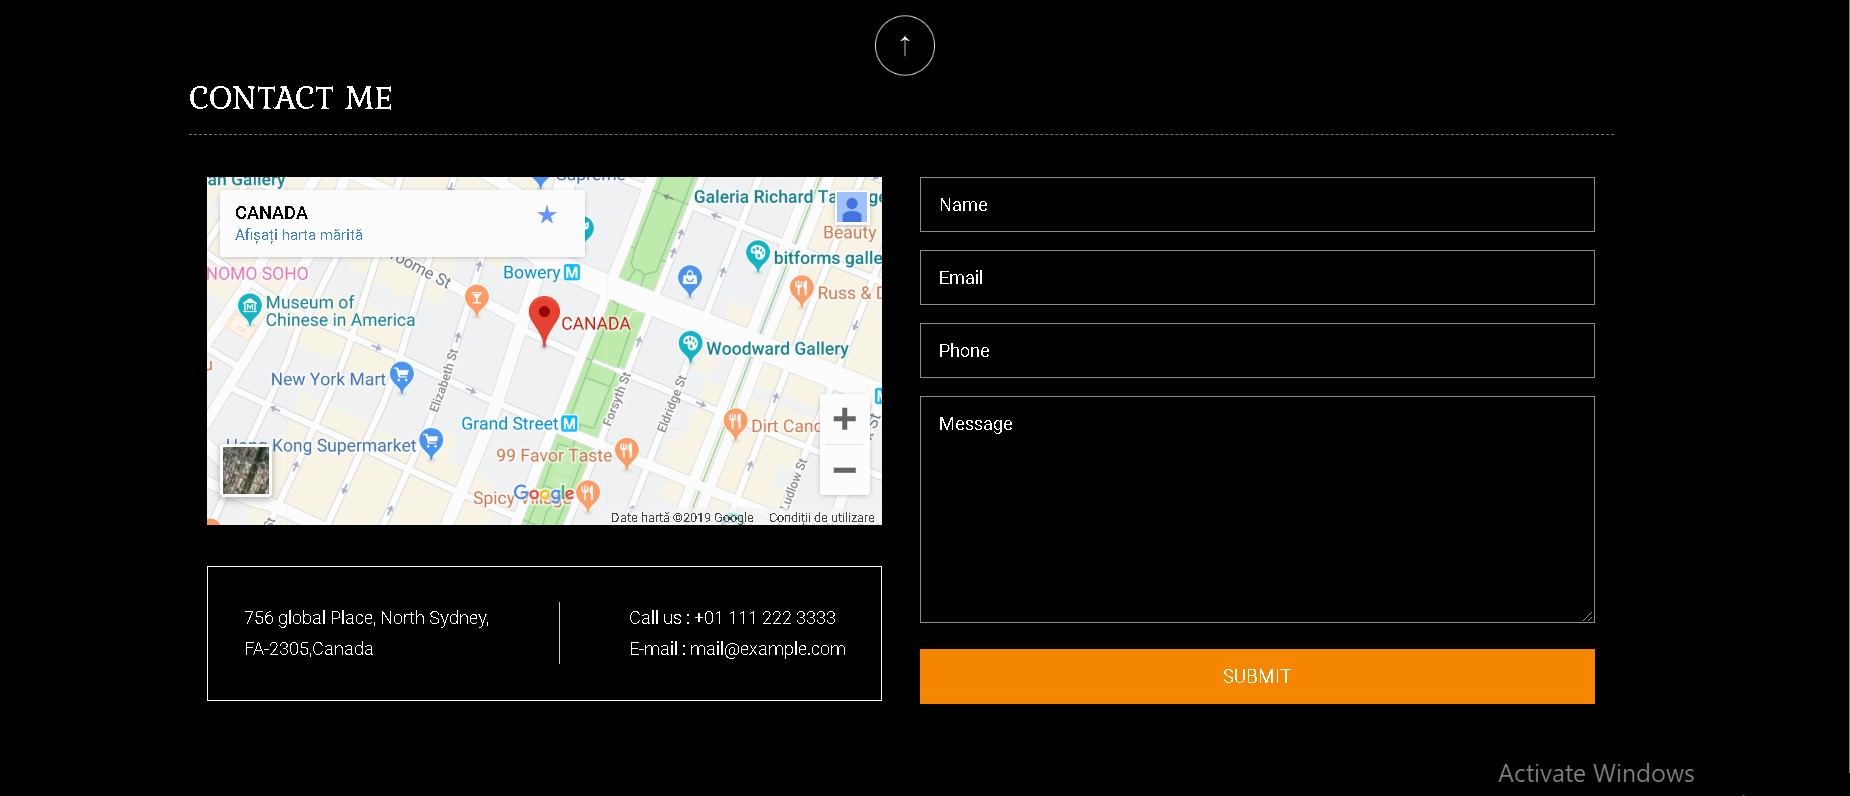 ↑
CONTACT ME
an Gallery
Supreme
CANADA
Afișați harta mărită
Galeria Richard
Beauty
bitforms galle
NOMO SOHO
Bowery M
Museum of
Chinese in America
Russ & D
CANADA
Woodward Gallery
New York Mart
Elizabeth St
Forsyth St
Eldridge St
Grand Street M
Dirt Cand
Hong Kong Supermarket
99 Favor Taste
Ludlow St
Spicy Village
Google
Date hartă ©2019 Google Condiții de utilizare
756 global Place, North Sydney,
FA-2305,Canada
Call us : +01 111 222 3333
E-mail : mail@example.com
Name
Email
Phone
Message
SUBMIT
Activate Windows